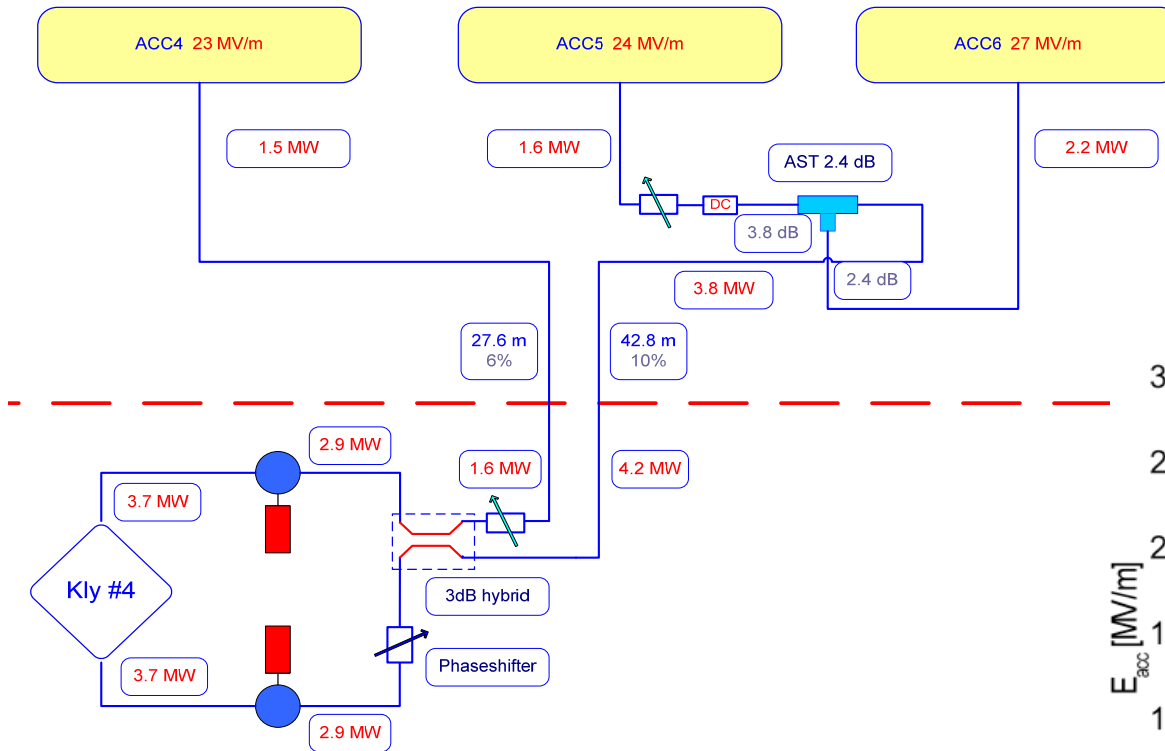 ACC4 23 MV/m
ACC5 24 MV/m
ACC6 27 MV/m
1.5 MW
1.6 MW
AST 2.4 dB
2.2 MW
DC
3.8 dB
3.8 MW
2.4 dB
27.6 m
6%
42.8 m
10%
3
2.9 MW
1.6 MW
4.2 MW
2
3.7 MW
2
Kly #4
3dB hybrid
E_acc [MV/m]
1
3.7 MW
Phaseshifter
2.9 MW
1